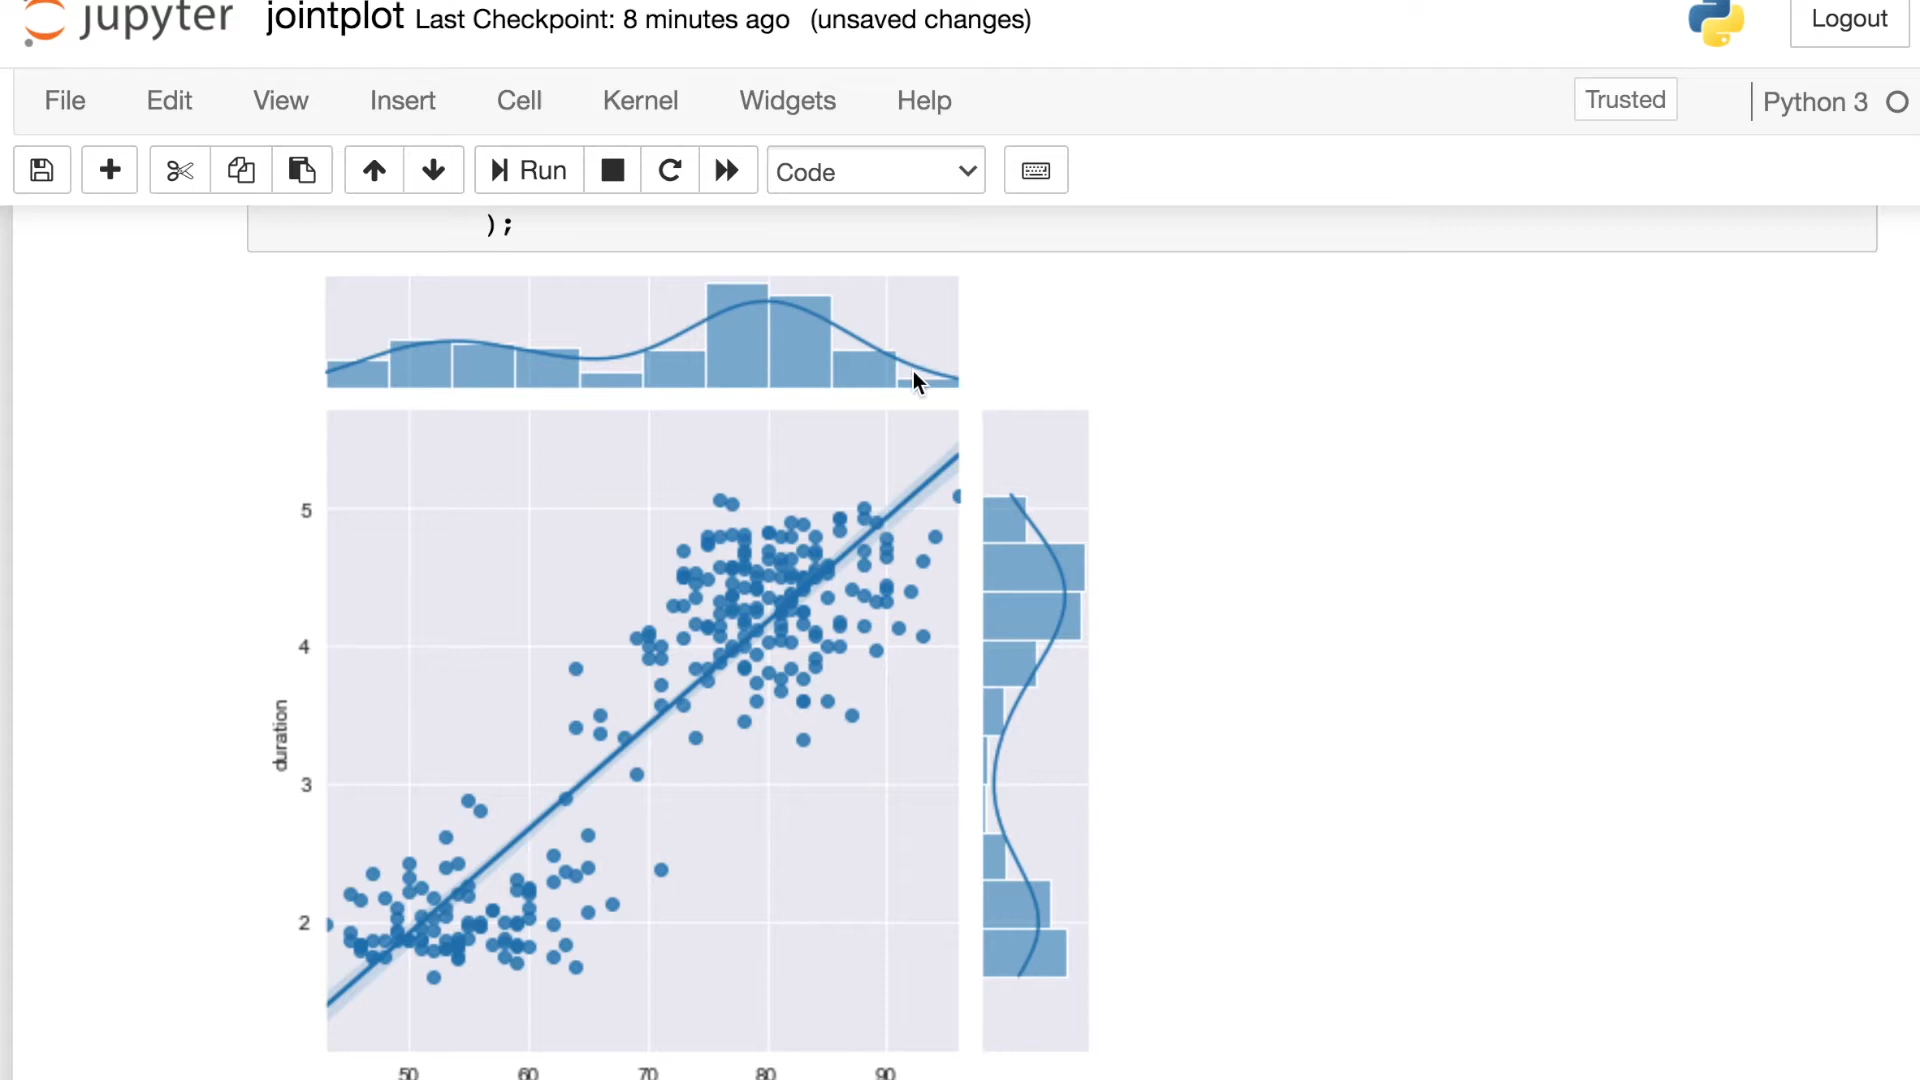 jupyter jointplot Last Checkpoint: 8 minutes ago (unsaved changes) Logout
File Edit View Insert Cell Kernel Widgets Help Trusted Python 3
Run Code
);
5
4
duration
3
2
50 60 70 80 90